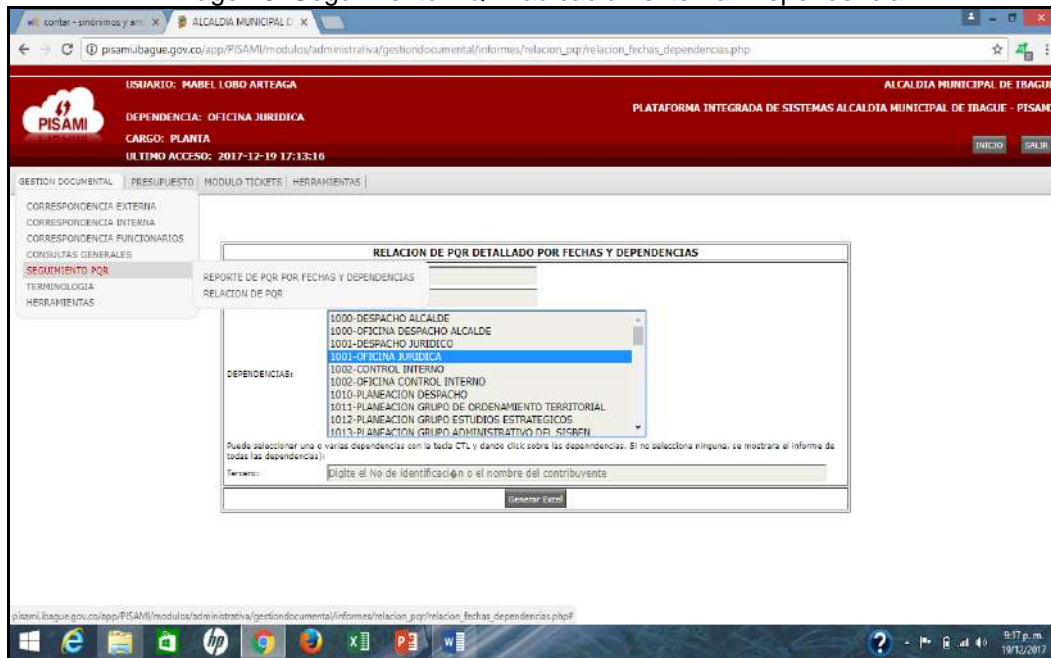 contar - sinónimos y ant
ALCALDIA MUNICIPAL D
pisami.ibague.gov.co/app/PISAMI/modulos/administrativa/gestiondocumental/informes/relacion_pqr/relacion_fechas_dependencias.php
USUARIO: MABEL LOBO ARTEAGA
ALCALDIA MUNICIPAL DE IBAGUE
PISAMI
DEPENDENCIA: OFICINA JURIDICA
PLATAFORMA INTEGRADA DE SISTEMAS ALCALDIA MUNICIPAL DE IBAGUE - PISAMI
CARGO: PLANTA
INICIO SALIR
ULTIMO ACCESO: 2017-12-19 17:13:16
GESTION DOCUMENTAL | PRESUPUESTO | MODULO TICKETS | HERRAMIENTAS |
CORRESPONDENCIA EXTERNA
CORRESPONDENCIA INTERNA
CORRESPONDENCIA FUNCIONARIOS
CONSULTAS GENERALES
SEGUIMIENTO PQR
TERMINOLOGIA
HERRAMIENTAS
REPORTE DE PQR POR FECHAS Y DEPENDENCIAS
RELACION DE PQR
RELACION DE PQR DETALLADO POR FECHAS Y DEPENDENCIAS
DEPENDENCIAS:
1000-DESPACHO ALCALDE
1000-OFICINA DESPACHO ALCALDE
1001-DESPACHO JURIDICO
1001-OFICINA JURIDICA
1002-CONTROL INTERNO
1002-OFICINA CONTROL INTERNO
1010-PLANEACION DESPACHO
1011-PLANEACION GRUPO DE ORDENAMIENTO TERRITORIAL
1012-PLANEACION GRUPO ESTUDIOS ESTRATEGICOS
1013-PLANEACION GRUPO ADMINISTRATIVO DEL SISBEN
Puede seleccionar una o varias dependencias con la tecla CTL y dando click sobre las dependencias. Si no selecciona ninguna, se mostrara el informe de
todas las dependencias):
Tercero: Digite el No de identificaci�n o el nombre del contribuyente
Generar Excel
pisami.ibague.gov.co/app/PISAMI/modulos/administrativa/gestiondocumental/informes/relacion_pqr/relacion_fechas_dependencias.php#
9:17 p. m.
19/12/2017